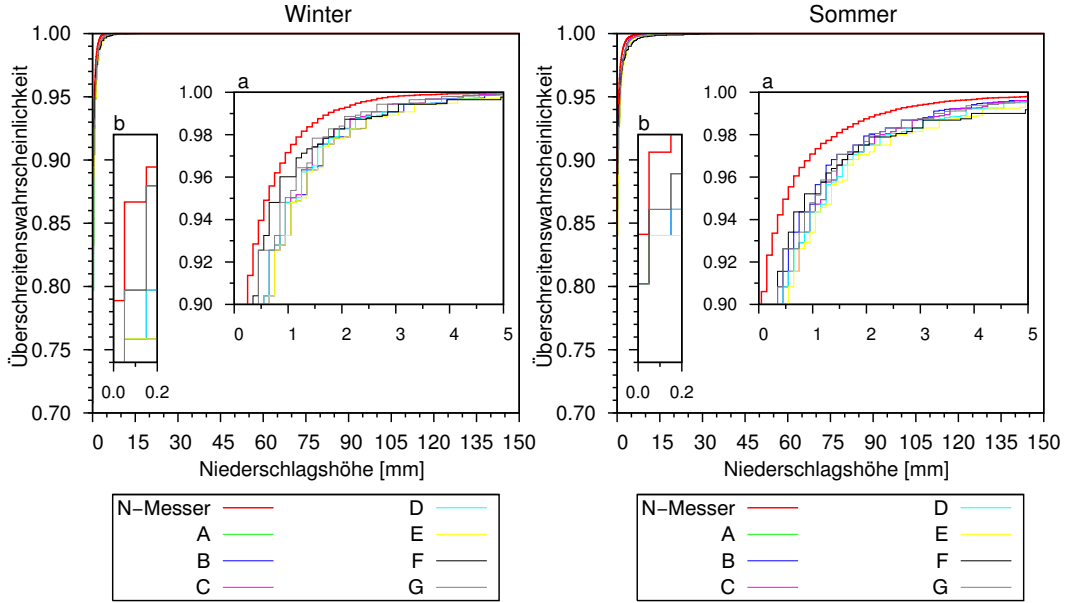 Winter
Überschreitenswahrscheinlichkeit
1.00
0.95
0.90
0.85
0.80
0.75
0.70
a
1.00
0.98
0.96
0.94
0.92
0.90
0 1 2 3 4 5
b
0.0 0.2
0 15 30 45 60 75 90 105 120 135 150
Niederschlagshöhe [mm]
N−Messer
A
B
C
D
E
F
G
Sommer
Überschreitenswahrscheinlichkeit
1.00
0.95
0.90
0.85
0.80
0.75
0.70
a
1.00
0.98
0.96
0.94
0.92
0.90
0 1 2 3 4 5
b
0.0 0.2
0 15 30 45 60 75 90 105 120 135 150
Niederschlagshöhe [mm]
N−Messer
A
B
C
D
E
F
G